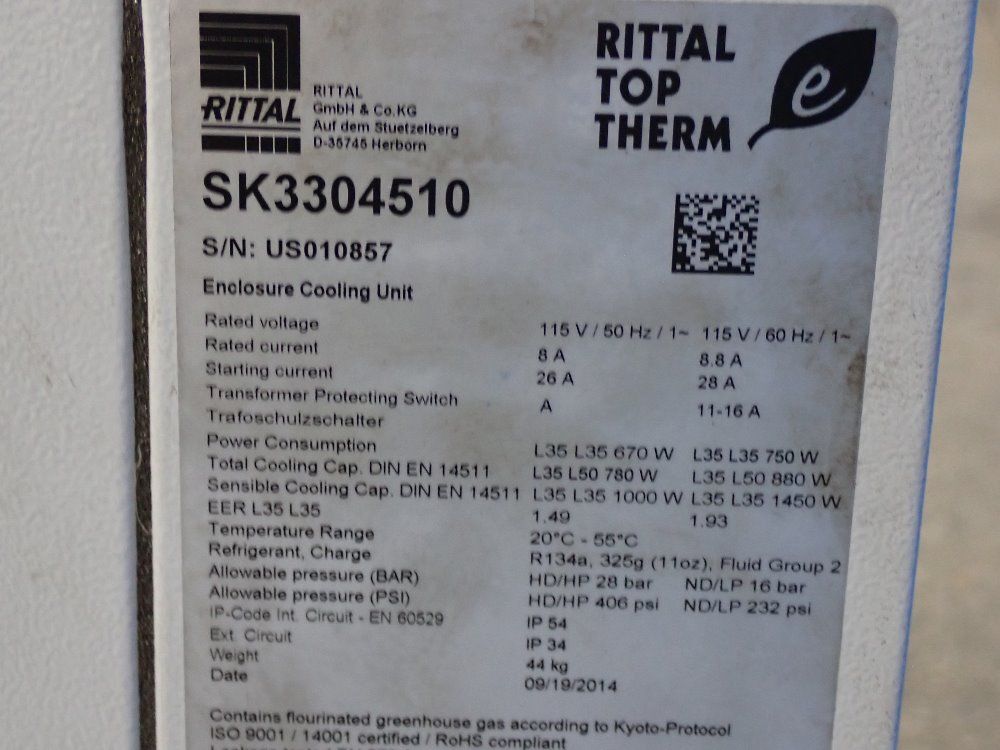 RITTAL
RITTAL
GmbH & Co.KG
Auf dem Stuetzelberg
D-35745 Herborn
RITTAL
TOP
THERM
e
SK3304510
S/N: US010857
Enclosure Cooling Unit
Rated voltage 115 V / 50 Hz / 1~ 115 V / 60 Hz / 1~
Rated current 8 A 8.8 A
Starting current 26 A 28 A
Transformer Protecting Switch A 11-16 A
Trafoschulzschalter
Power Consumption L35 L35 670 W L35 L35 750 W
Total Cooling Cap. DIN EN 14511 L35 L50 780 W L35 L50 880 W
Sensible Cooling Cap. DIN EN 14511 L35 L35 1000 W L35 L35 1450 W
EER L35 L35 1.49 1.93
Temperature Range 20°C - 55°C
Refrigerant, Charge R134a, 325g (11oz), Fluid Group 2
Allowable pressure (BAR) HD/HP 28 bar ND/LP 16 bar
Allowable pressure (PSI) HD/HP 406 psi ND/LP 232 psi
IP-Code Int. Circuit - EN 60529 IP 54
Ext. Circuit IP 34
Weight 44 kg
Date 09/19/2014
Contains flourinated greenhouse gas according to Kyoto-Protocol
ISO 9001 / 14001 certified / RoHS compliant